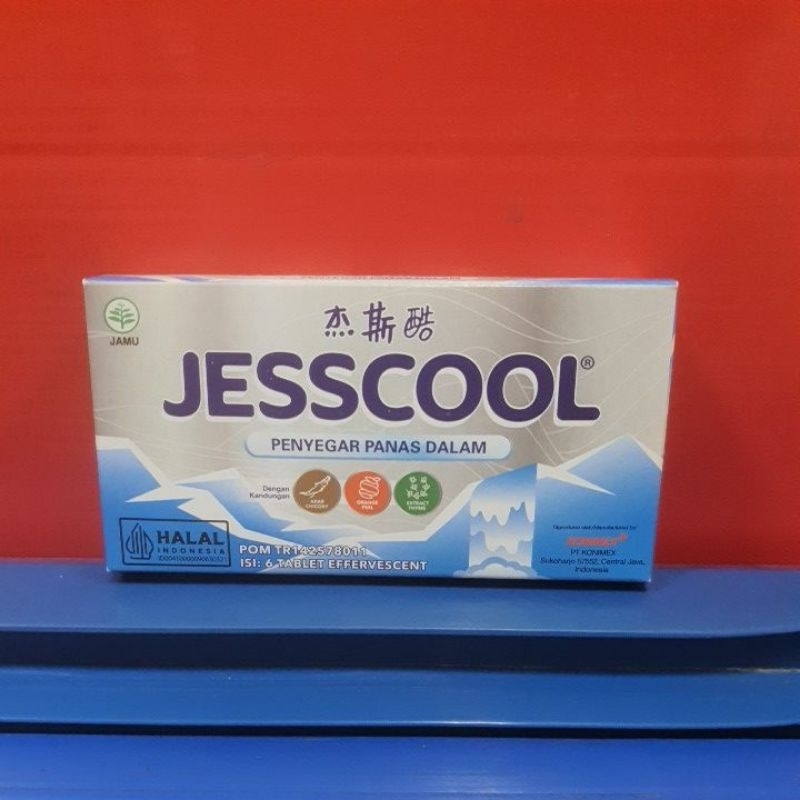 杰斯酷
JAMU
JESSCOOL®
PENYEGAR PANAS DALAM
Dengan
Kandungan
AKAR
CHICORY
ORANGE
PEEL
EXTRACT
THYME
HALAL
INDONESIA
POM TR142578011
ISI: 6 TABLET EFFERVESCENT
KONIMEX
PT KONIMEX
Sukoharjo 57552, Central Java,
Indonesia